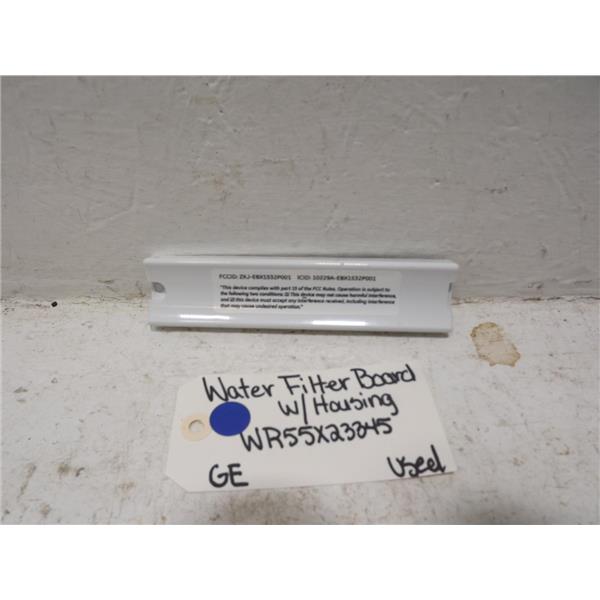 FCCID: ZKJ-EBX1532P001 ICID: 10229A-EBX1532P001
"This device complies with part 15 of the FCC Rules. Operation is subject to
the following two conditions: (1) This device may not cause harmful interference,
and (2) this device must accept any interference received, including interference
that may cause undesired operation."
Water Filter Board
W/ Housing
WR55X23345
GE Used